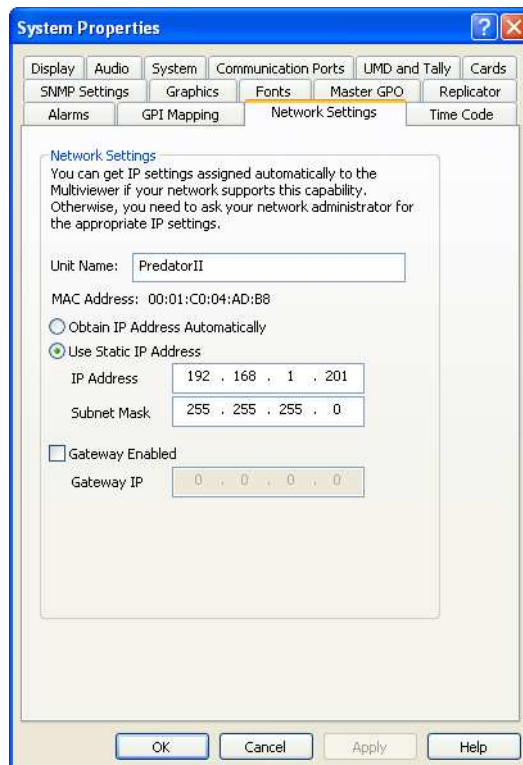 System Properties
Display Audio System Communication Ports UMD and Tally Cards
SNMP Settings Graphics Fonts Master GPO Replicator
Alarms GPI Mapping Network Settings Time Code
Network Settings
You can get IP settings assigned automatically to the
Multiviewer if your network supports this capability.
Otherwise, you need to ask your network administrator for
the appropriate IP settings.
Unit Name: PredatorII
MAC Address: 00:01:C0:04:AD:B8
Obtain IP Address Automatically
Use Static IP Address
IP Address 192 . 168 . 1 . 201
Subnet Mask 255 . 255 . 255 . 0
Gateway Enabled
Gateway IP 0 . 0 . 0 . 0
OK Cancel Apply Help